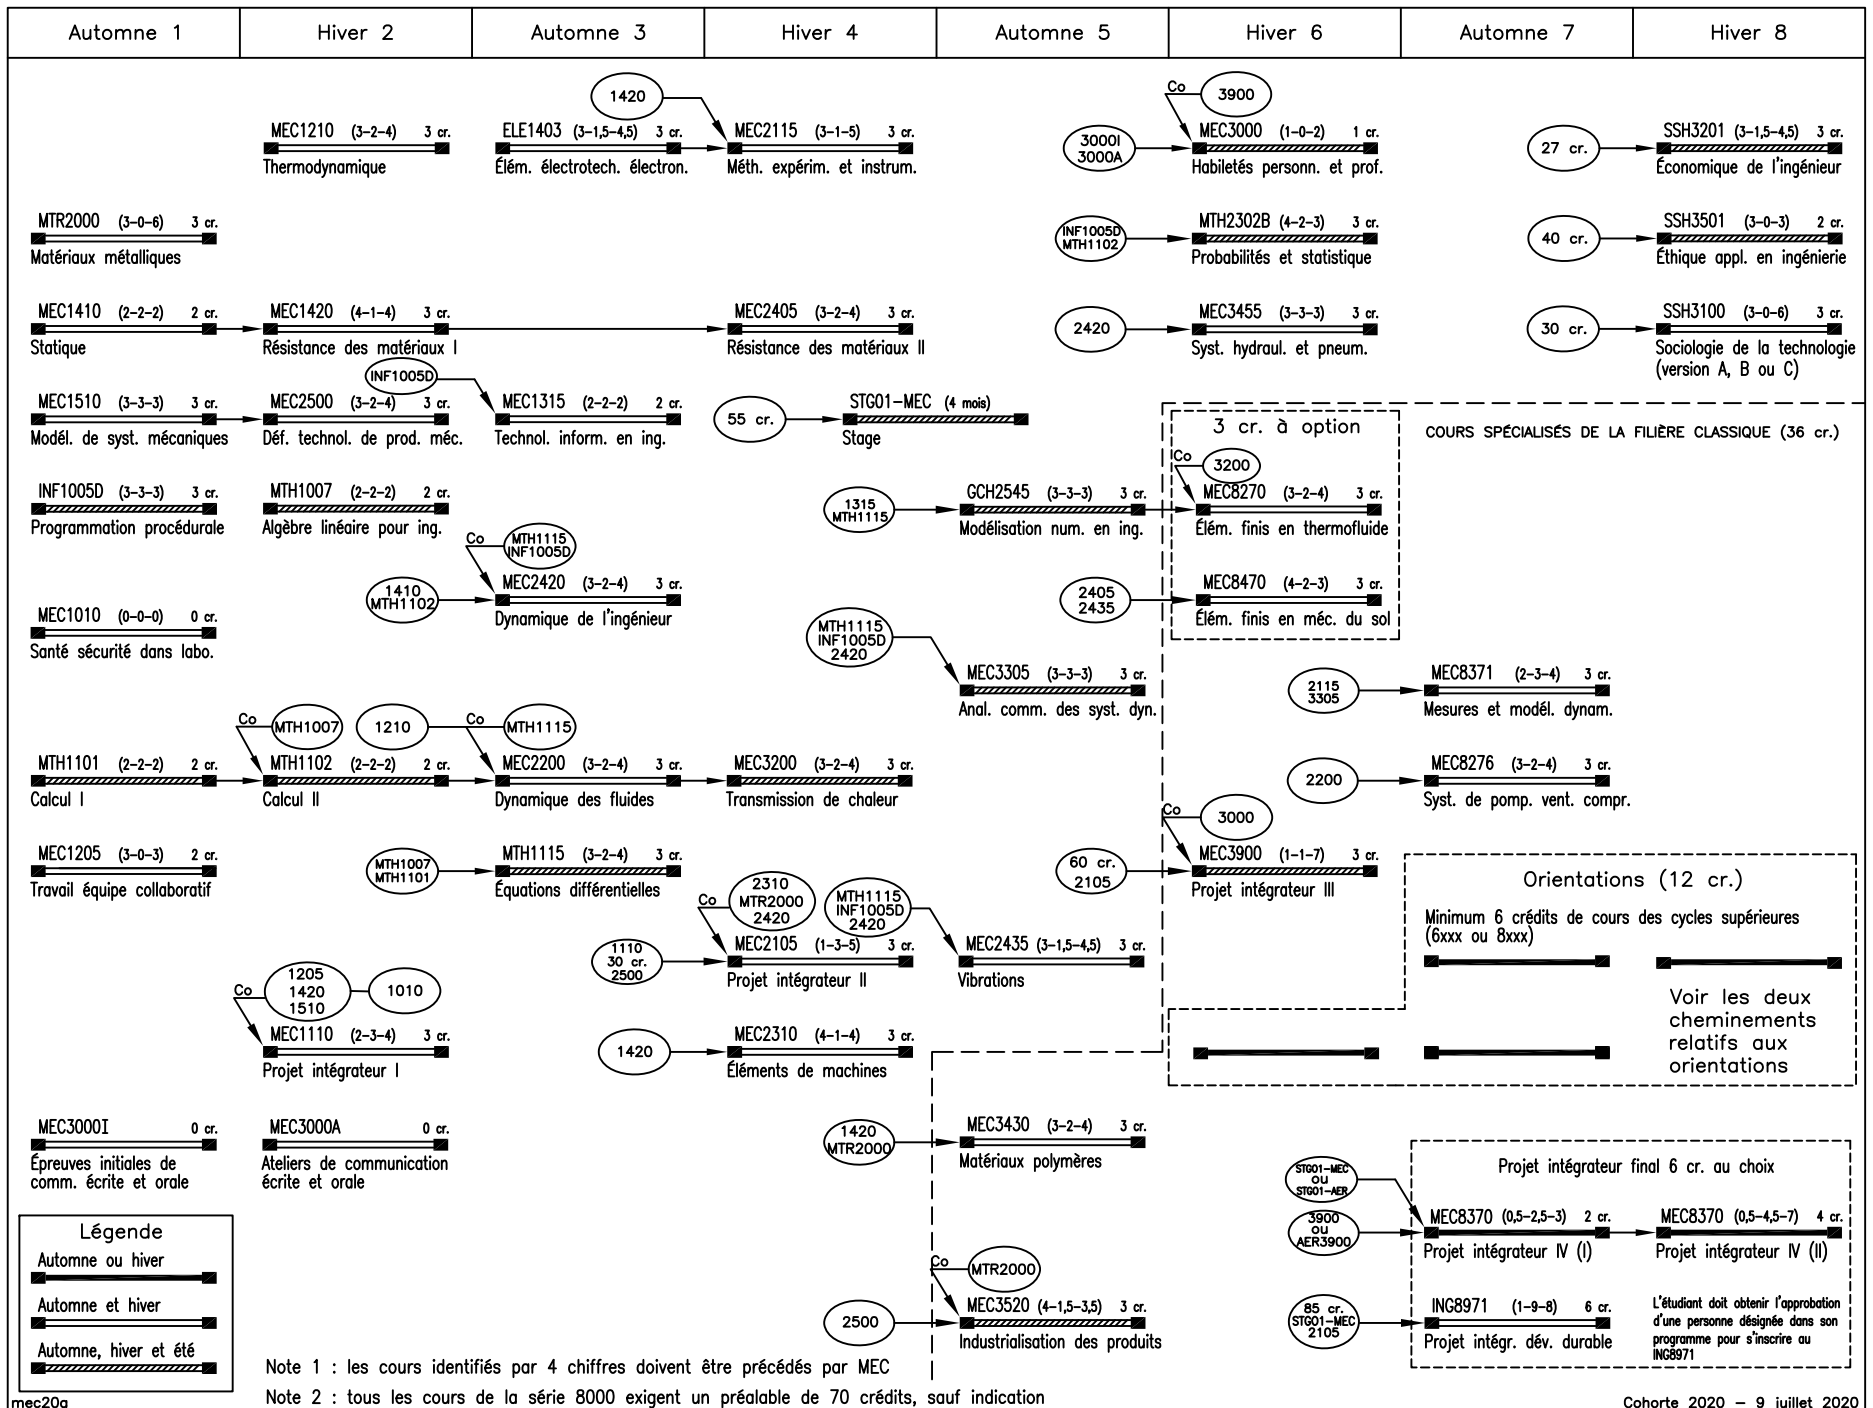 Automne 1
Hiver 2
Automne 3
Hiver 4
Automne 5
Hiver 6
Automne 7
Hiver 8
1420
Co
3900
MEC1210 (3-2-4) 3 cr.
Thermodynamique
ELE1403 (3-1,5-4,5) 3 cr.
Élém. électrotech. électron.
MEC2115 (3-1-5) 3 cr.
Méth. expérim. et instrum.
3000I
3000A
MEC3000 (1-0-2) 1 cr.
Habiletés personn. et prof.
27 cr.
SSH3201 (3-1,5-4,5) 3 cr.
Économique de l'ingénieur
MTR2000 (3-0-6) 3 cr.
Matériaux métalliques
INF1005D
MTH1102
MTH2302B (4-2-3) 3 cr.
Probabilités et statistique
40 cr.
SSH3501 (3-0-3) 2 cr.
Éthique appl. en ingénierie
MEC1410 (2-2-2) 2 cr.
Statique
MEC1420 (4-1-4) 3 cr.
Résistance des matériaux I
MEC2405 (3-2-4) 3 cr.
Résistance des matériaux II
2420
MEC3455 (3-3-3) 3 cr.
Syst. hydraul. et pneum.
30 cr.
SSH3100 (3-0-6) 3 cr.
Sociologie de la technologie
(version A, B ou C)
INF1005D
MEC1510 (3-3-3) 3 cr.
Modél. de syst. mécaniques
MEC2500 (3-2-4) 3 cr.
Déf. technol. de prod. méc.
MEC1315 (2-2-2) 2 cr.
Technol. inform. en ing.
55 cr.
STG01-MEC (4 mois)
Stage
3 cr. à option
COURS SPÉCIALISÉS DE LA FILIÈRE CLASSIQUE (36 cr.)
Co
3200
INF1005D (3-3-3) 3 cr.
Programmation procédurale
MTH1007 (2-2-2) 2 cr.
Algèbre linéaire pour ing.
1315
MTH1115
GCH2545 (3-3-3) 3 cr.
Modélisation num. en ing.
MEC8270 (3-2-4) 3 cr.
Élém. finis en thermofluide
Co
MTH1115
INF1005D
1410
MTH1102
MEC2420 (3-2-4) 3 cr.
Dynamique de l'ingénieur
2405
2435
MEC8470 (4-2-3) 3 cr.
Élém. finis en méc. du sol
MEC1010 (0-0-0) 0 cr.
Santé sécurité dans labo.
MTH1115
INF1005D
2420
MEC3305 (3-3-3) 3 cr.
Anal. comm. des syst. dyn.
2115
3305
MEC8371 (2-3-4) 3 cr.
Mesures et modél. dynam.
Co
MTH1007
1210
Co
MTH1115
MTH1101 (2-2-2) 2 cr.
Calcul I
MTH1102 (2-2-2) 2 cr.
Calcul II
MEC2200 (3-2-4) 3 cr.
Dynamique des fluides
MEC3200 (3-2-4) 3 cr.
Transmission de chaleur
2200
MEC8276 (3-2-4) 3 cr.
Syst. de pomp. vent. compr.
Co
3000
MEC1205 (3-0-3) 2 cr.
Travail équipe collaboratif
MTH1007
MTH1101
MTH1115 (3-2-4) 3 cr.
Équations différentielles
60 cr.
2105
MEC3900 (1-1-7) 3 cr.
Projet intégrateur III
Orientations (12 cr.)
Minimum 6 crédits de cours des cycles supérieures
(6xxx ou 8xxx)
Co
2310
MTR2000
2420
MTH1115
INF1005D
2420
1110
30 cr.
2500
MEC2105 (1-3-5) 3 cr.
Projet intégrateur II
MEC2435 (3-1,5-4,5) 3 cr.
Vibrations
Co
1205
1420
1510
1010
MEC1110 (2-3-4) 3 cr.
Projet intégrateur I
1420
MEC2310 (4-1-4) 3 cr.
Éléments de machines
Voir les deux
cheminements
relatifs aux
orientations
MEC3000I 0 cr.
Épreuves initiales de
comm. écrite et orale
MEC3000A 0 cr.
Ateliers de communication
écrite et orale
1420
MTR2000
MEC3430 (3-2-4) 3 cr.
Matériaux polymères
Projet intégrateur final 6 cr. au choix
STG01-MEC
ou
STG01-AER
3900
ou
AER3900
MEC8370 (0,5-2,5-3) 2 cr.
Projet intégrateur IV (I)
MEC8370 (0,5-4,5-7) 4 cr.
Projet intégrateur IV (II)
Légende
Automne ou hiver
Automne et hiver
Automne, hiver et été
Co
MTR2000
2500
MEC3520 (4-1,5-3,5) 3 cr.
Industrialisation des produits
85 cr.
STG01-MEC
2105
ING8971 (1-9-8) 6 cr.
Projet intégr. dév. durable
L'étudiant doit obtenir l'approbation
d'une personne désignée dans son
programme pour s'inscrire au
ING8971
Note 1 : les cours identifiés par 4 chiffres doivent être précédés par MEC
Note 2 : tous les cours de la série 8000 exigent un préalable de 70 crédits, sauf indication
mec20a
Cohorte 2020 – 9 juillet 2020